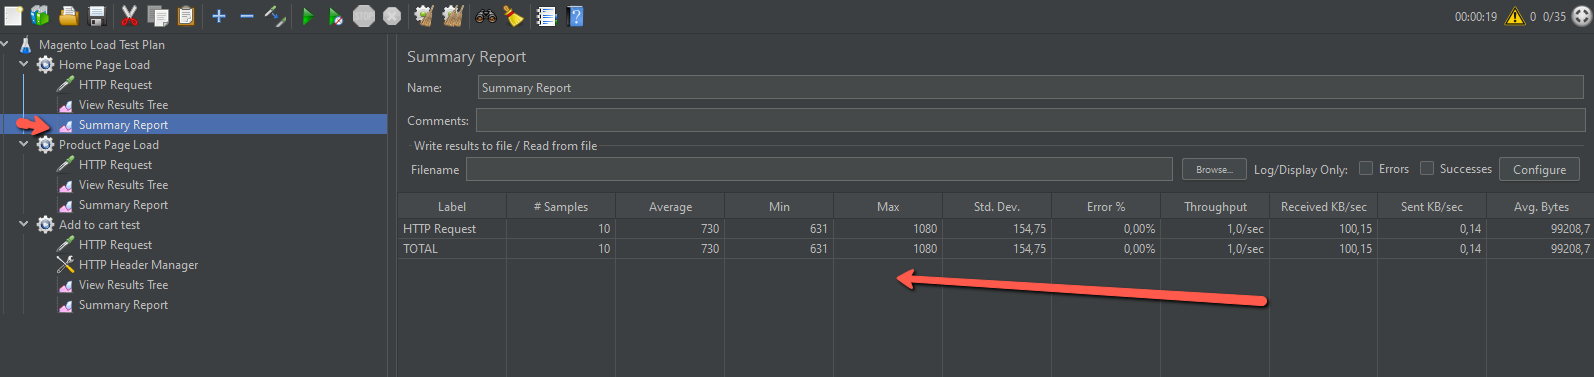 00:00:19 0 0/35
Magento Load Test Plan
Home Page Load
HTTP Request
View Results Tree
Summary Report
Product Page Load
HTTP Request
View Results Tree
Summary Report
Add to cart test
HTTP Request
HTTP Header Manager
View Results Tree
Summary Report
Summary Report
Name: Summary Report
Comments:
Write results to file / Read from file
Filename Browse... Log/Display Only: Errors Successes Configure
Label # Samples Average Min Max Std. Dev. Error % Throughput Received KB/sec Sent KB/sec Avg. Bytes
HTTP Request 10 730 631 1080 154,75 0,00% 1,0/sec 100,15 0,14 99208,7
TOTAL 10 730 631 1080 154,75 0,00% 1,0/sec 100,15 0,14 99208,7